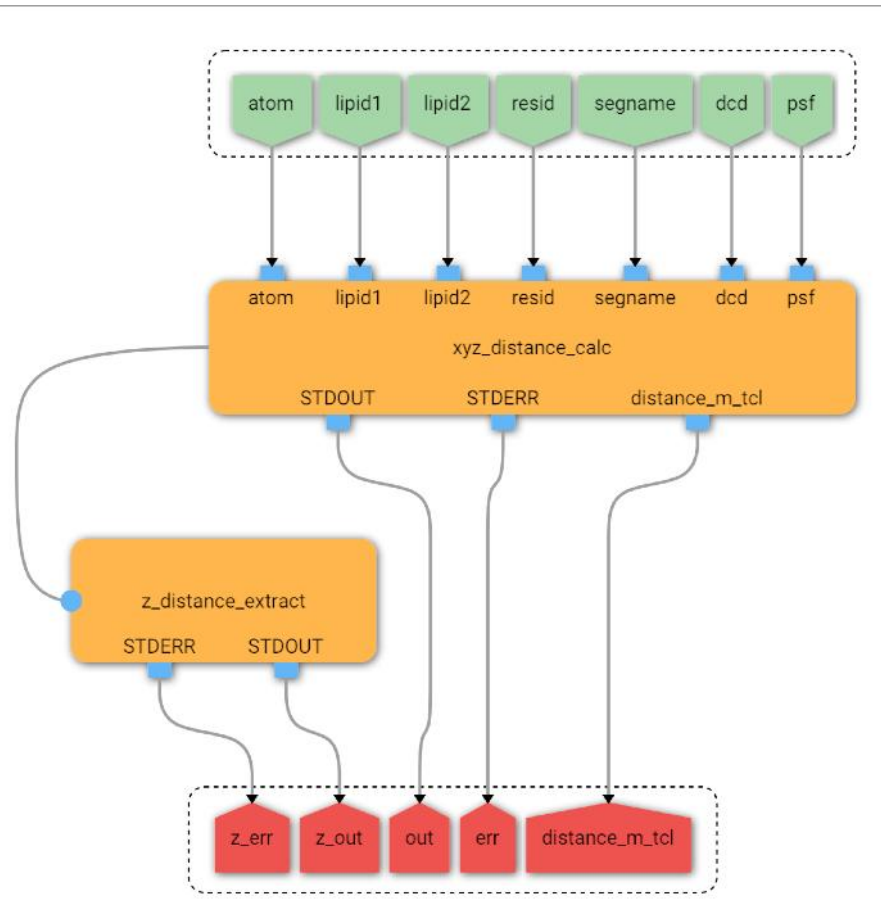 atom lipid1 lipid2 resid segname dcd psf
atom lipid1 lipid2 resid segname dcd psf
xyz_distance_calc
STDOUT STDERR distance_m_tcl
z_distance_extract
STDERR STDOUT
z_err z_out out err distance_m_tcl